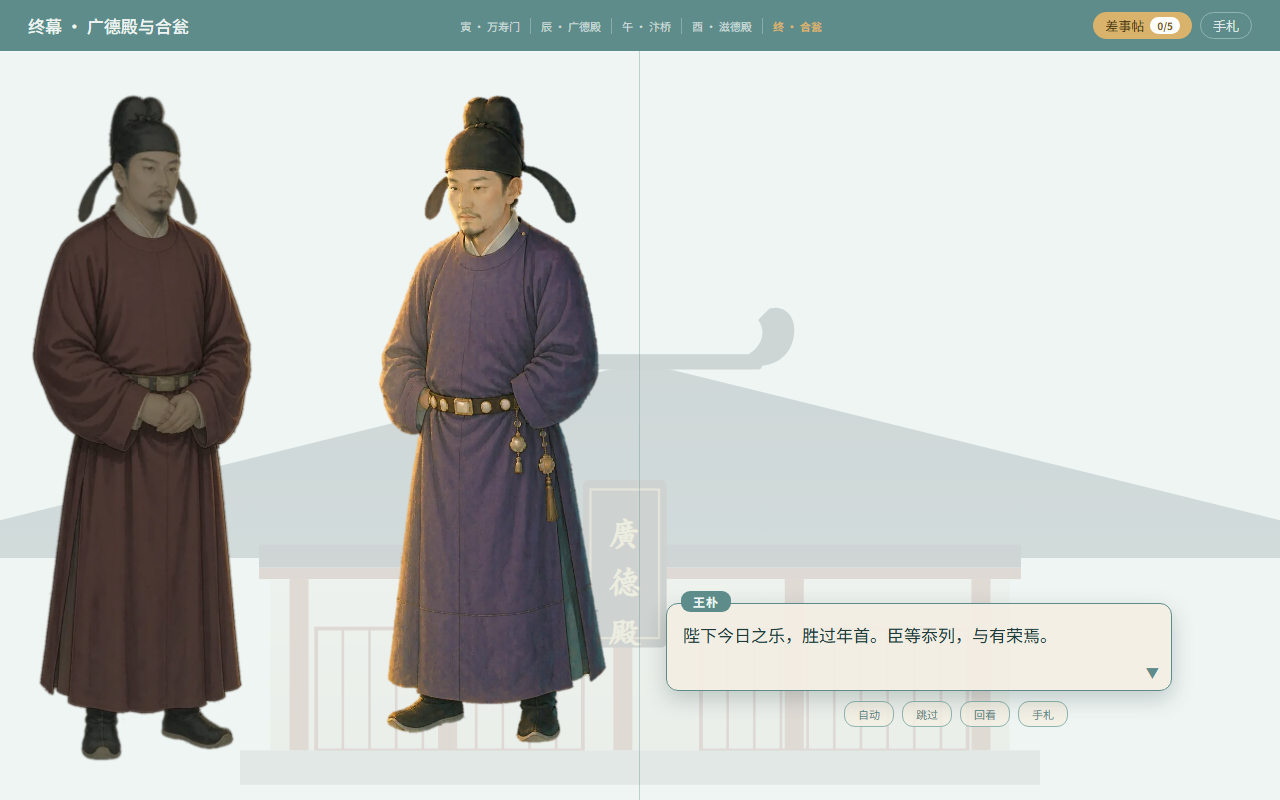 终幕 · 广德殿与合瓮
寅 · 万寿门
辰 · 广德殿
午 · 汴桥
酉 · 滋德殿
终 · 合瓮
差事帖 0/5
手札
廣德殿
王朴
陛下今日之乐，胜过年首。臣等忝列，与有荣焉。
自动
跳过
回看
手札